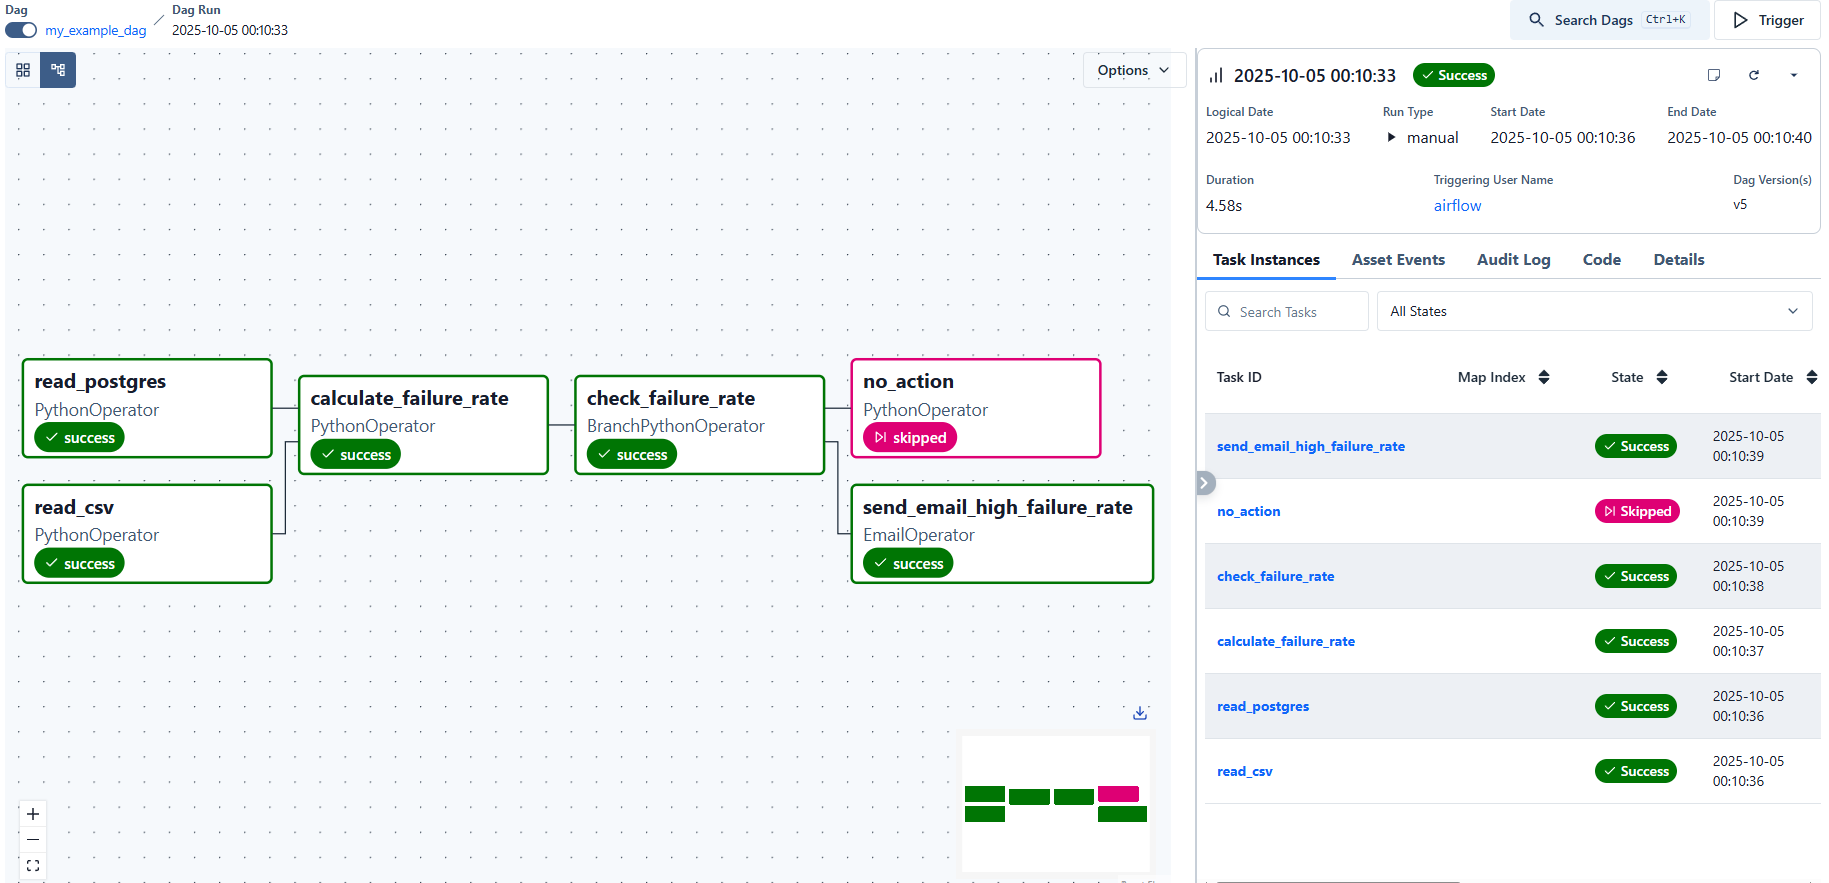 Dag
my_example_dag
Dag Run
2025-10-05 00:10:33
Search Dags Ctrl+K
Trigger
Options
read_postgres
PythonOperator
success
read_csv
PythonOperator
success
calculate_failure_rate
PythonOperator
success
check_failure_rate
BranchPythonOperator
success
no_action
PythonOperator
skipped
send_email_high_failure_rate
EmailOperator
success
2025-10-05 00:10:33 Success
Logical Date Run Type Start Date End Date
2025-10-05 00:10:33 manual 2025-10-05 00:10:36 2025-10-05 00:10:40
Duration Triggering User Name Dag Version(s)
4.58s airflow v5
Task Instances Asset Events Audit Log Code Details
Search Tasks All States
Task ID Map Index State Start Date
send_email_high_failure_rate Success 2025-10-05
00:10:39
no_action Skipped 2025-10-05
00:10:39
check_failure_rate Success 2025-10-05
00:10:38
calculate_failure_rate Success 2025-10-05
00:10:37
read_postgres Success 2025-10-05
00:10:36
read_csv Success 2025-10-05
00:10:36